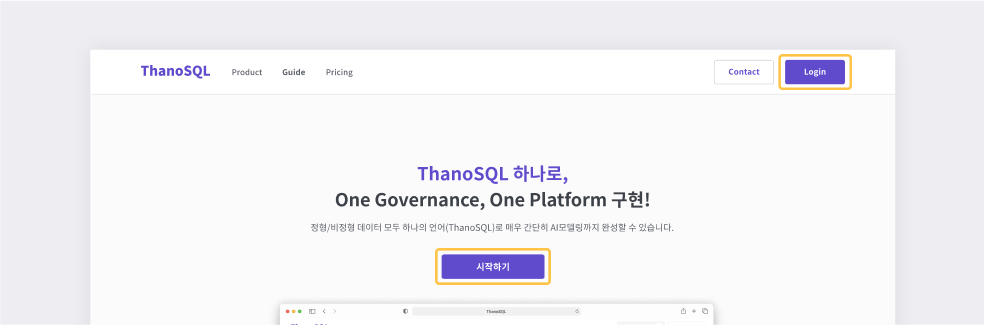 ThanoSQL Product Guide Pricing Contact Login
ThanoSQL 하나로,
One Governance, One Platform 구현!
정형/비정형 데이터 모두 하나의 언어(ThanoSQL)로 매우 간단히 AI모델링까지 완성할 수 있습니다.
시작하기
ThanoSQL